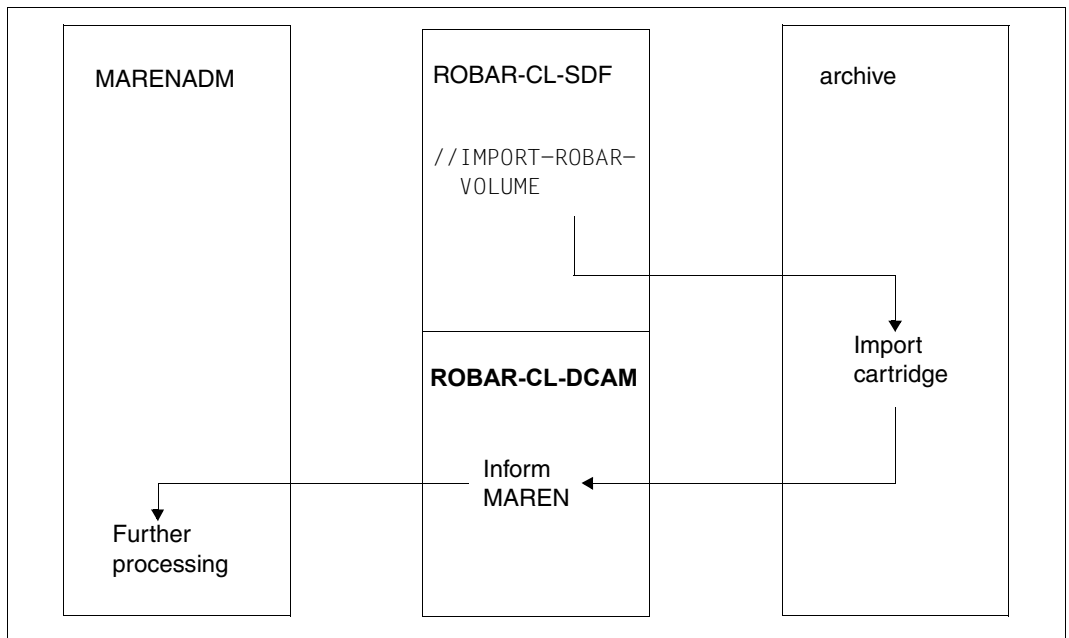 MARENADM
ROBAR-CL-SDF
archive
//IMPORT-ROBAR-
VOLUME
Import
cartridge
ROBAR-CL-DCAM
Inform
MAREN
Further
processing